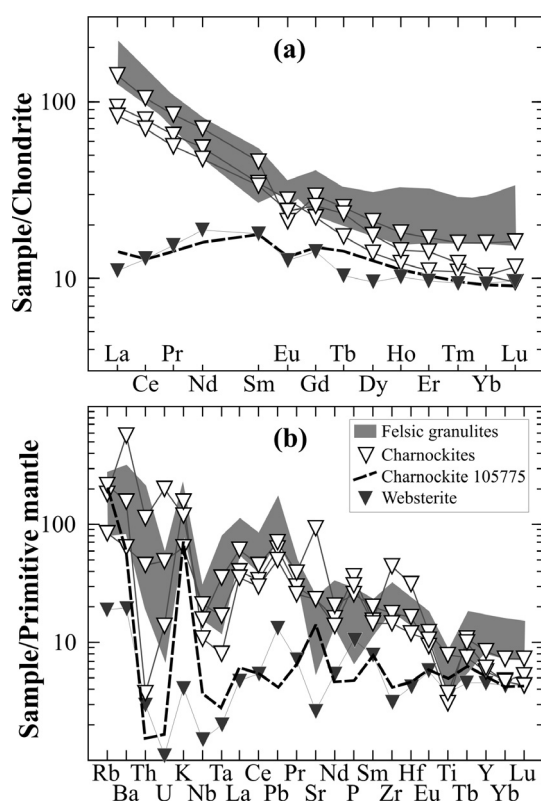 (a)
Sample/Chondrite
100
10
La Pr Nd Sm Eu Gd Tb Ho Tm Lu
Ce Dy Er Yb
(b)
Sample/Primitive mantle
Felsic granulites
Charnockites
Charnockite 105775
Websterite
100
10
Rb Th K Ta Ce Pr Nd Sm Hf Ti Y Lu
Ba U Nb La Pb Sr P Zr Eu Tb Yb